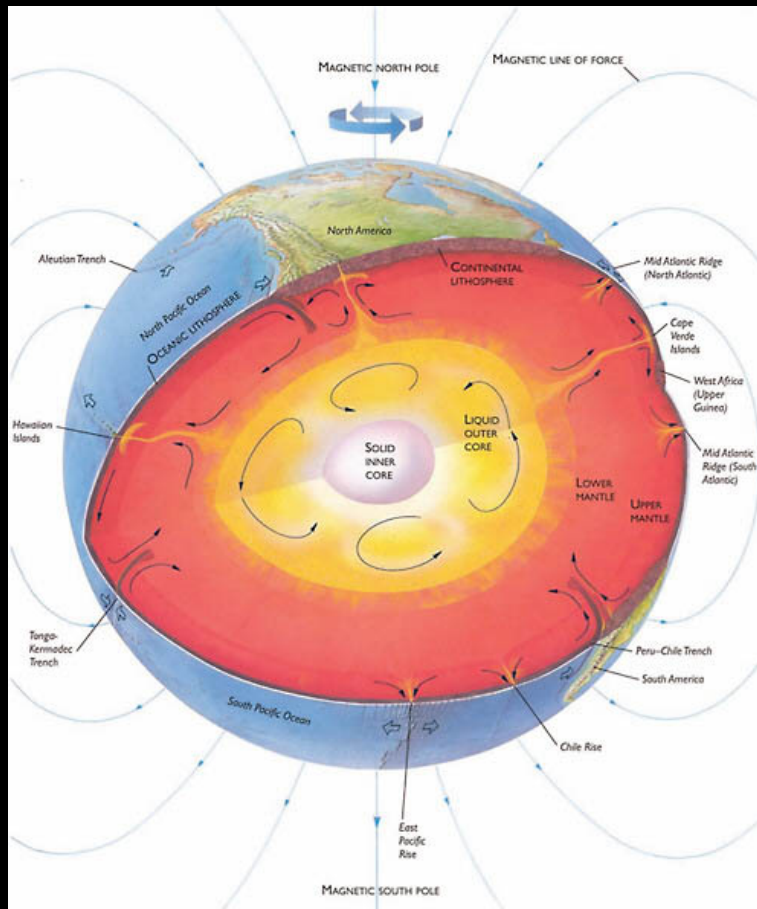 MAGNETIC NORTH POLE
MAGNETIC LINE OF FORCE
North America
Aleutian Trench
North Pacific Ocean
OCEANIC LITHOSPHERE
CONTINENTAL
LITHOSPHERE
Mid Atlantic Ridge
(North Atlantic)
Cape
Verde
Islands
West Africa
(Upper
Guinea)
Hawaiian
Islands
SOLID
INNER
CORE
LIQUID
OUTER
CORE
Mid Atlantic
Ridge (South
Atlantic)
LOWER
MANTLE
UPPER
MANTLE
Tonga-
Kermadec
Trench
Peru–Chile Trench
South America
South Pacific Ocean
Chile Rise
East
Pacific
Rise
MAGNETIC SOUTH POLE